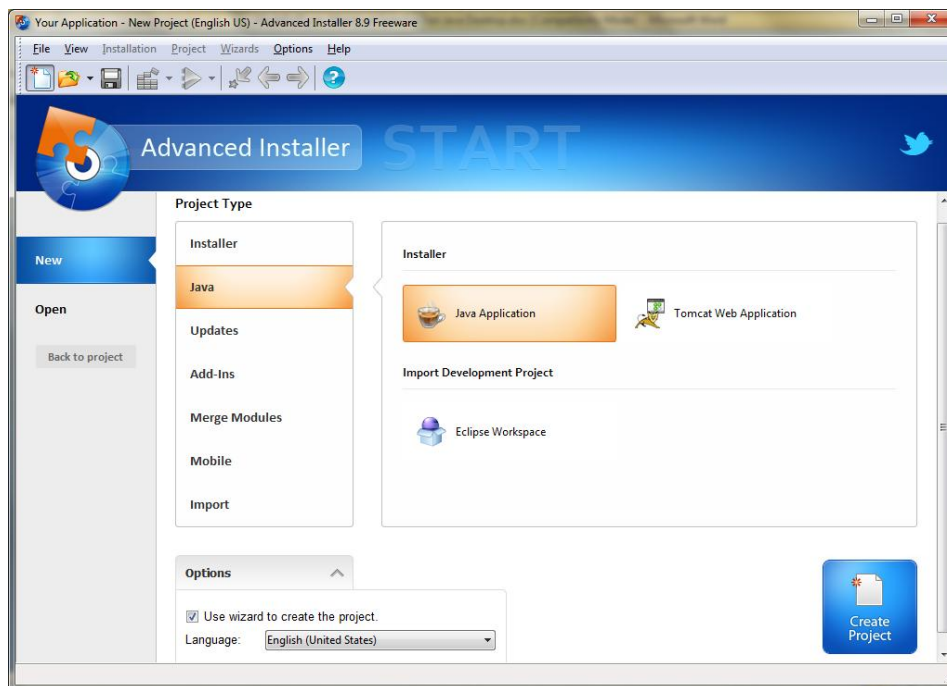 Your Application - New Project (English US) - Advanced Installer 8.9 Freeware
File View Installation Project Wizards Options Help
Advanced Installer START
Project Type
New
Open
Back to project
Installer
Java
Updates
Add-Ins
Merge Modules
Mobile
Import
Installer
Java Application Tomcat Web Application
Import Development Project
Eclipse Workspace
Options
Use wizard to create the project.
Language: English (United States)
Create
Project